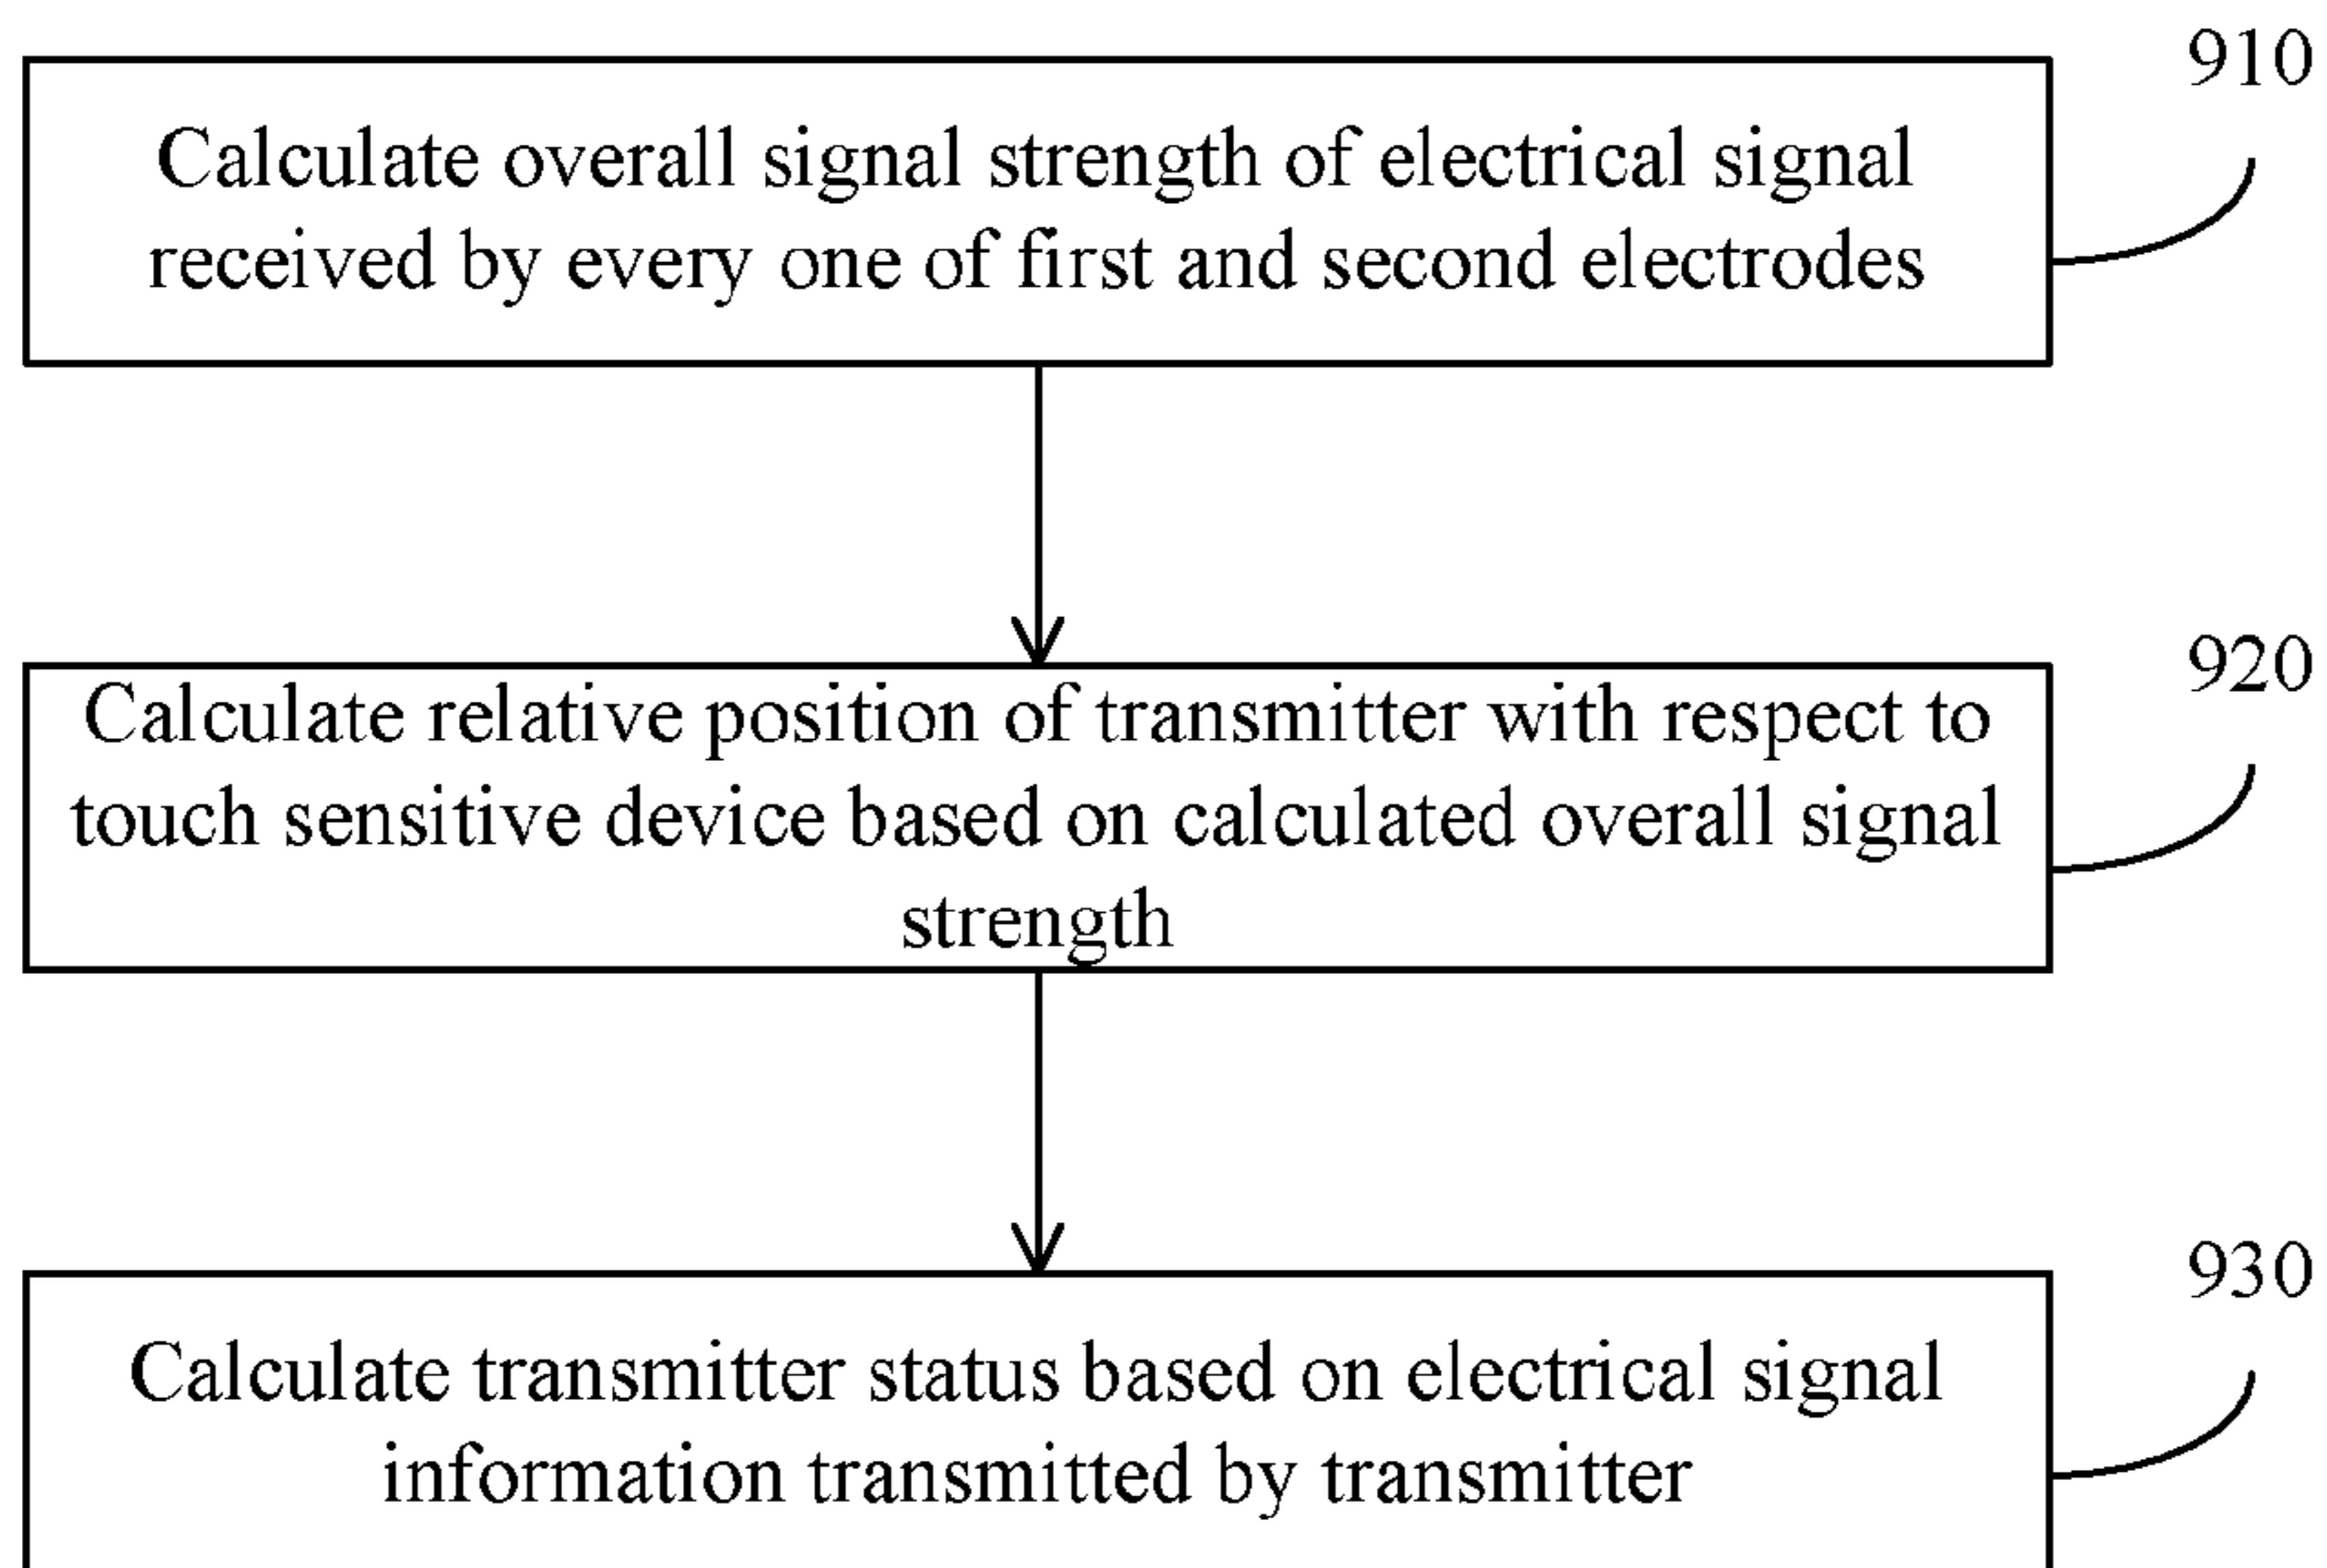 910
Calculate overall signal strength of electrical signal
received by every one of first and second electrodes
920
Calculate relative position of transmitter with respect to
touch sensitive device based on calculated overall signal
strength
930
Calculate transmitter status based on electrical signal
information transmitted by transmitter